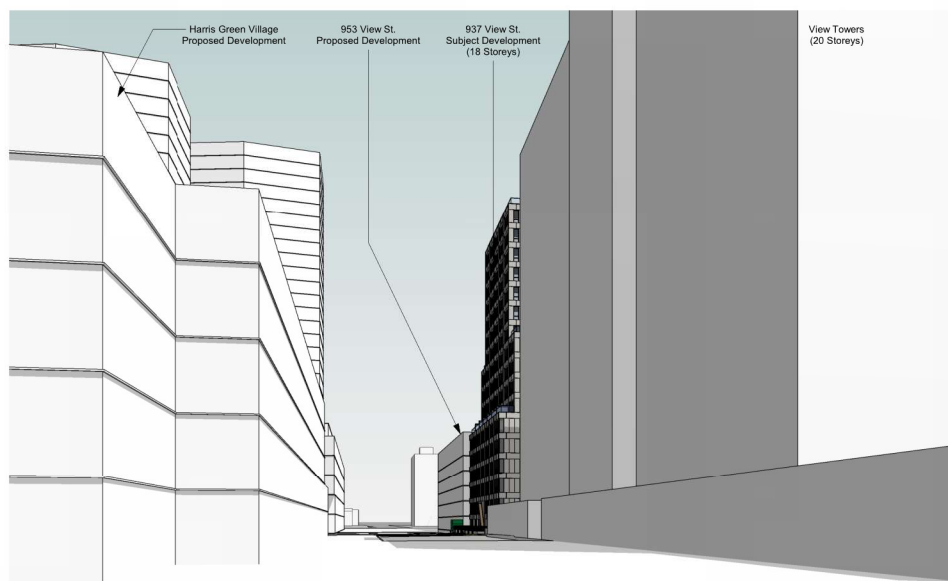 Harris Green Village
Proposed Development
953 View St.
Proposed Development
937 View St.
Subject Development
(18 Storeys)
View Towers
(20 Storeys)